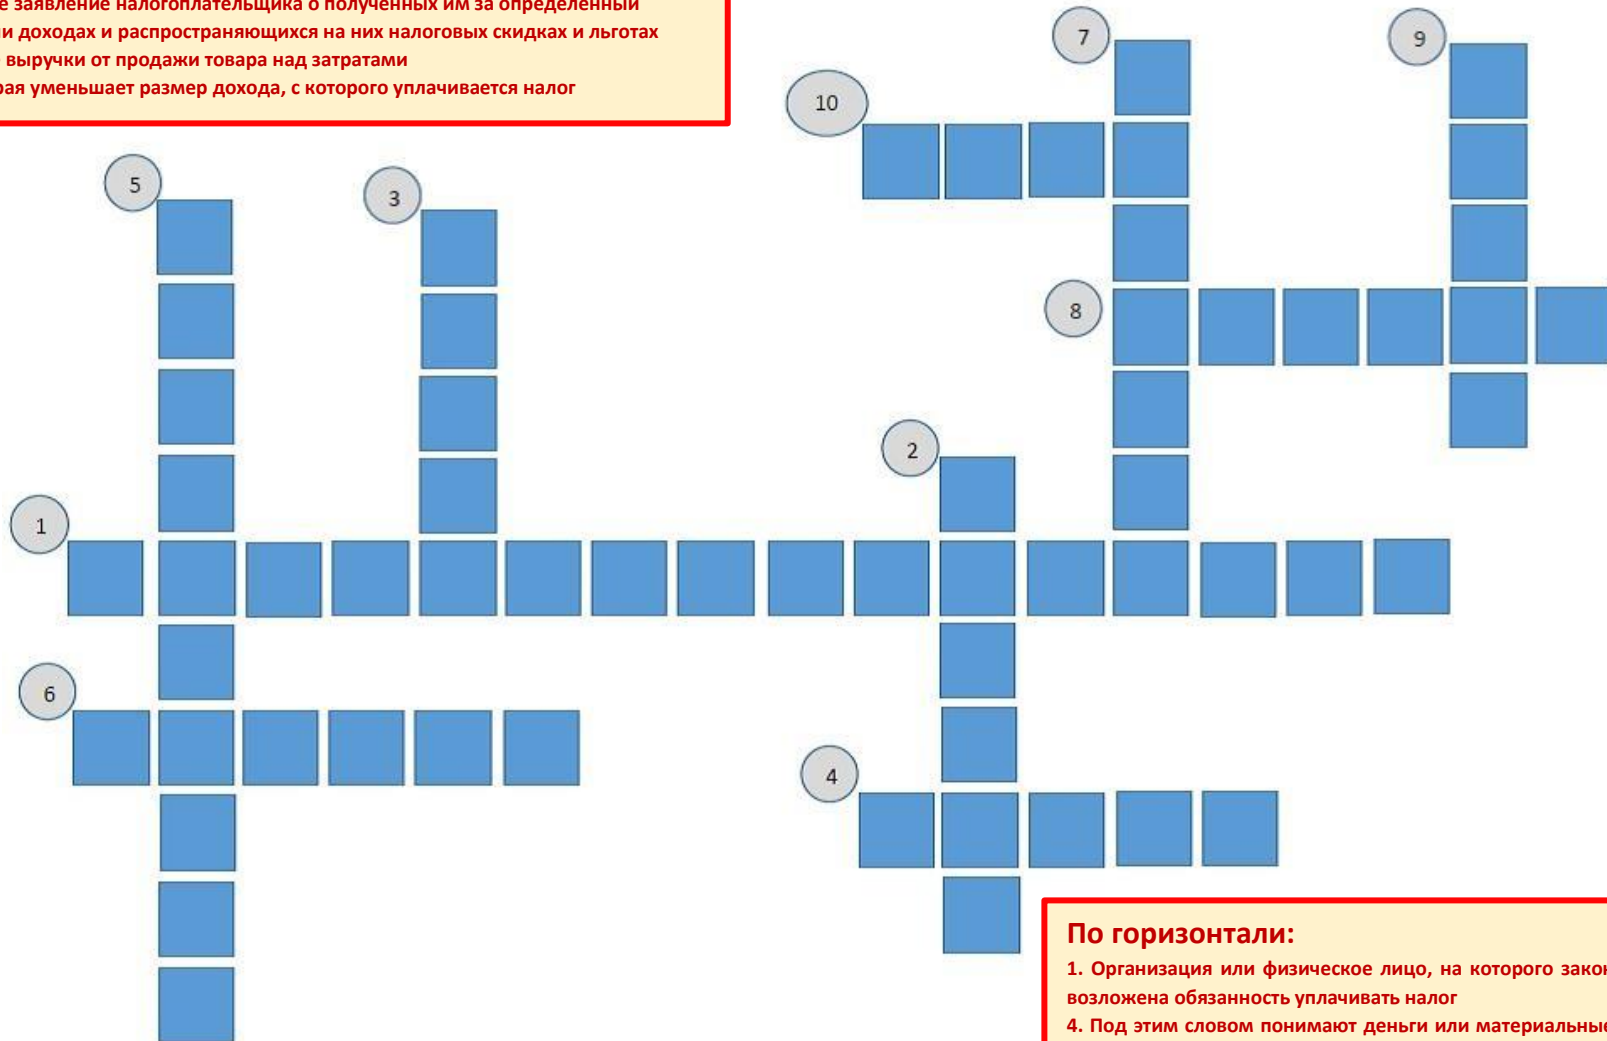 е заявление налогоплательщика о полученных им за определенный
и доходах и распространяющихся на них налоговых скидках и льготах
выручки от продажи товара над затратами
рая уменьшает размер дохода, с которого уплачивается налог
7
9
10
5
3
8
2
1
6
4
По горизонтали:
1. Организация или физическое лицо, на которого закон
возложена обязанность уплачивать налог
4. Под этим словом понимают деньги или материальные